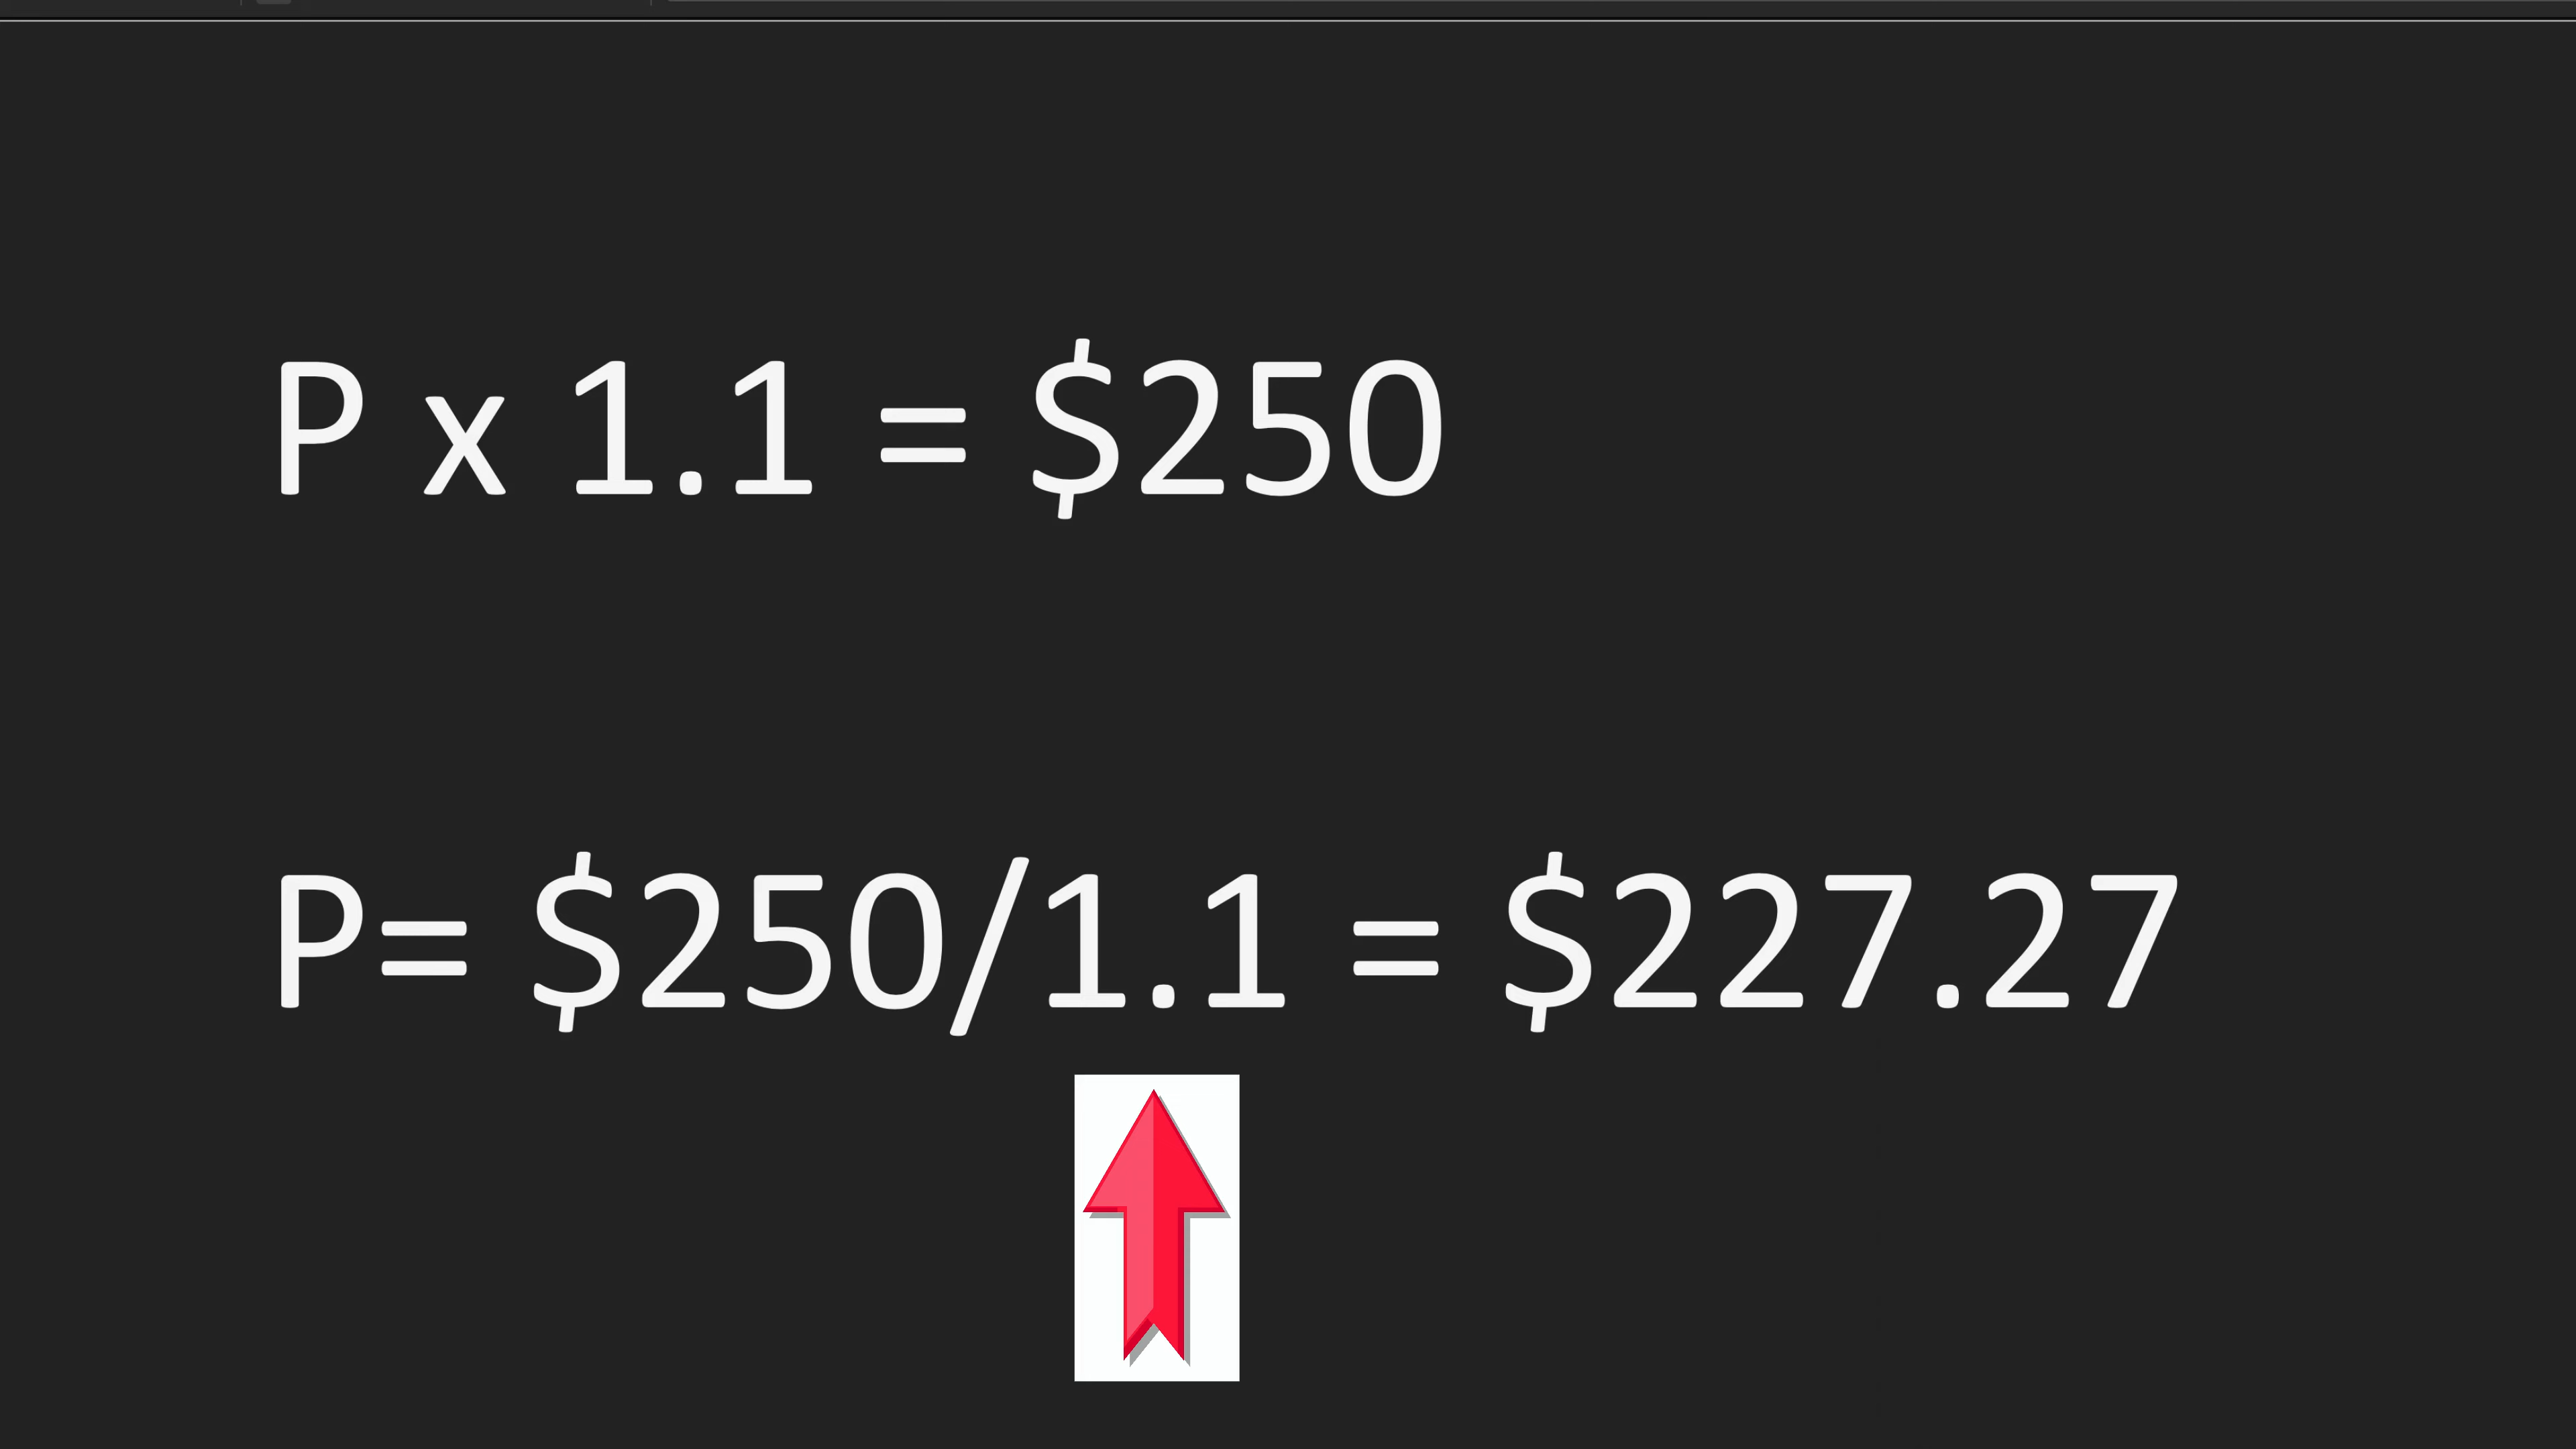 P x 1.1 = $250
P= $250/1.1 = $227.27